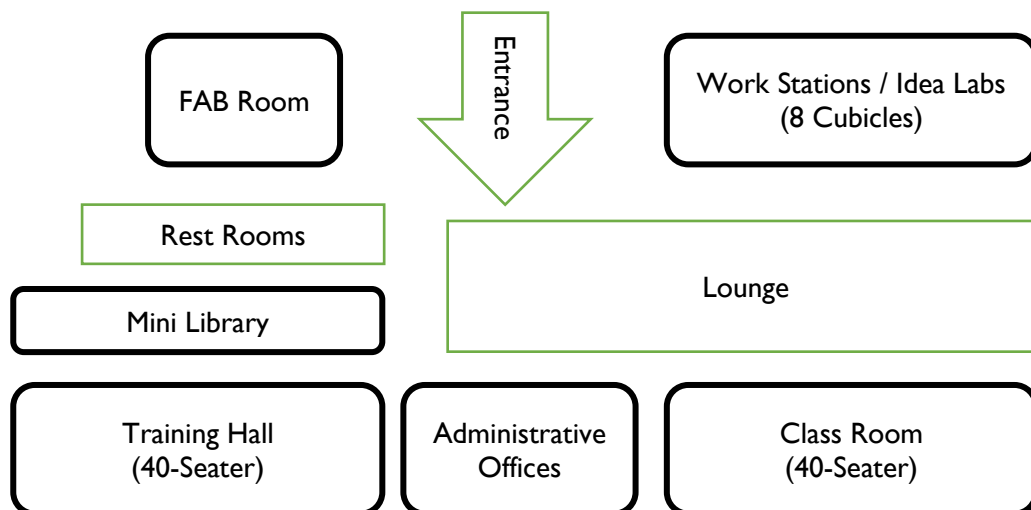 FAB Room
Entrance
Work Stations / Idea Labs
(8 Cubicles)
Rest Rooms
Lounge
Mini Library
Training Hall
(40-Seater)
Administrative
Offices
Class Room
(40-Seater)